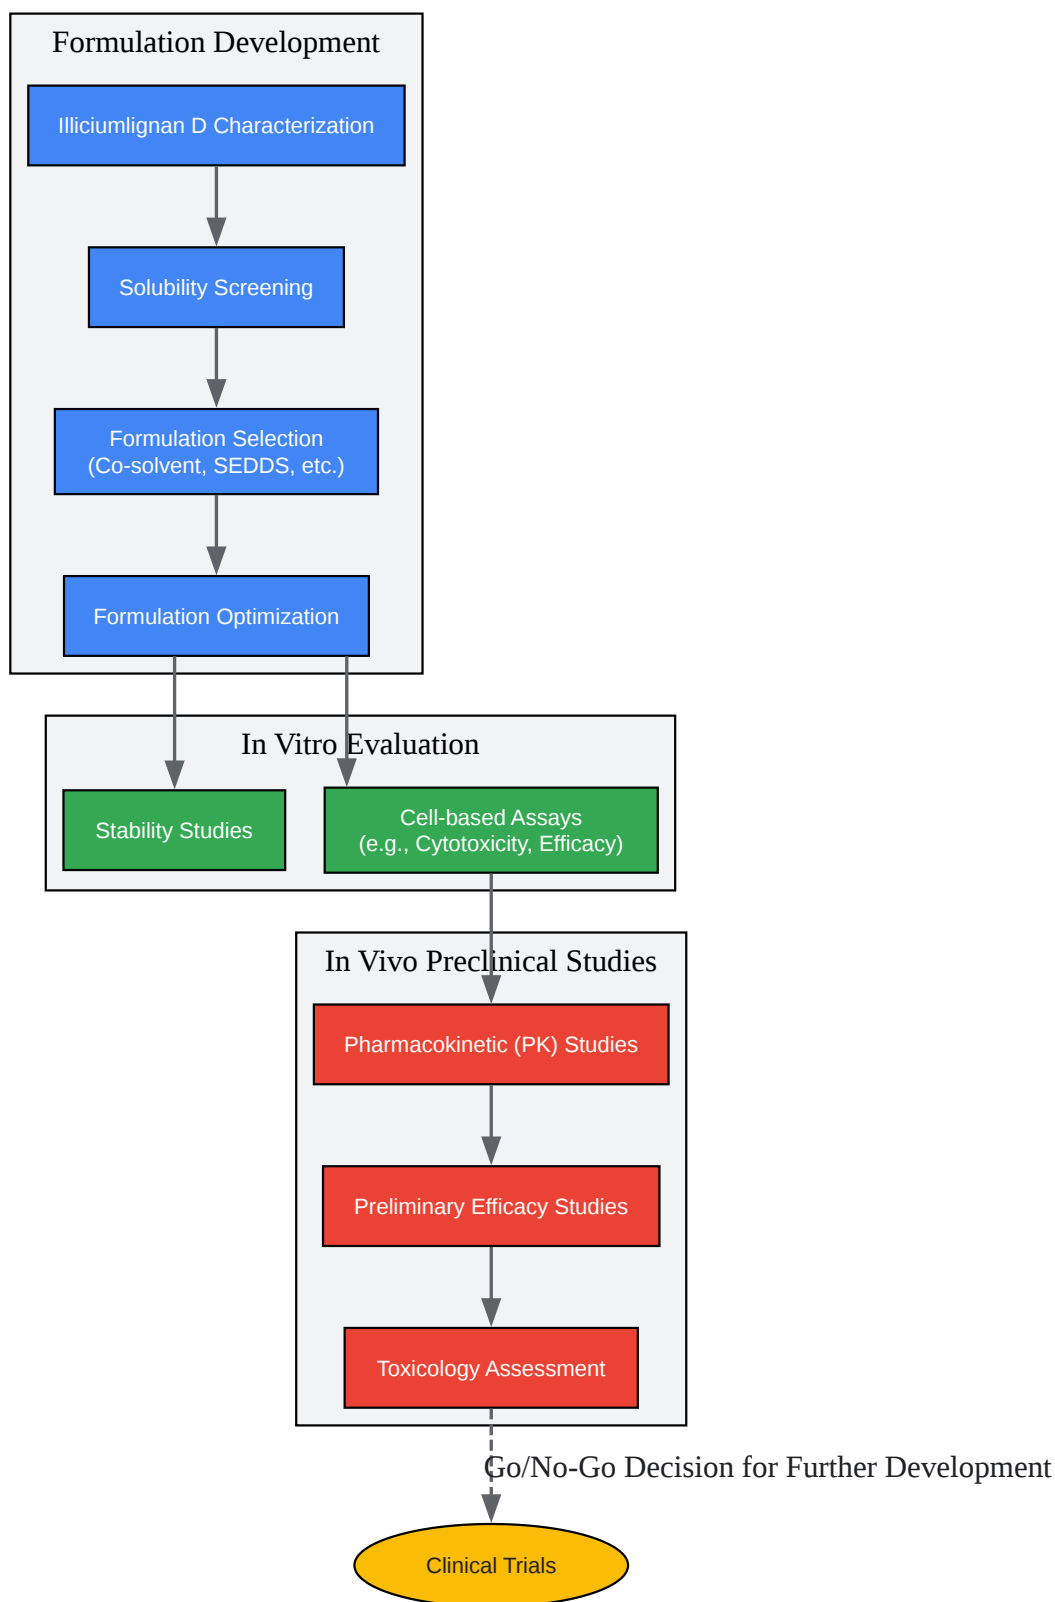 Formulation Development
Illiciumlignan D Characterization
Solubility Screening
Formulation Selection
(Co-solvent, SEDDS, etc.)
Formulation Optimization
In Vitro Evaluation
Stability Studies
Cell-based Assays
(e.g., Cytotoxicity, Efficacy)
In Vivo Preclinical Studies
Pharmacokinetic (PK) Studies
Preliminary Efficacy Studies
Toxicology Assessment
Go/No-Go Decision for Further Development
Clinical Trials